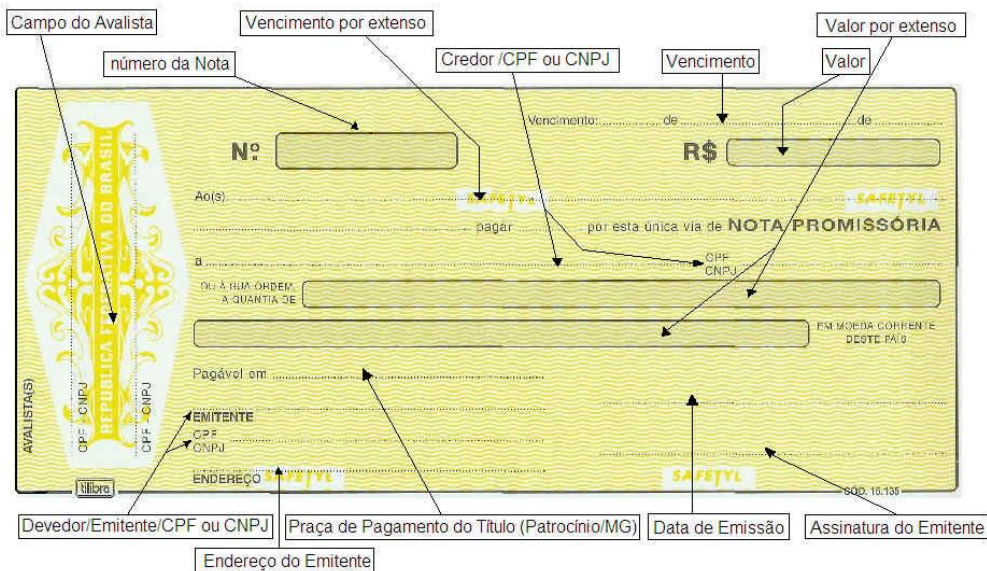 Campo do Avalista
Vencimento por extenso
Valor por extenso
número da Nota
Credor /CPF ou CNPJ
Vencimento
Valor
Vencimento: de de
Nº
R$
Ao(s)
SAFETYL
SAFETYL
pagar por esta única via de NOTA PROMISSÓRIA
a CPF
CNPJ
OU À SUA ORDEM,
A QUANTIA DE
EM MOEDA CORRENTE
DESTE PAÍS
Pagável em
EMITENTE
CPF
CNPJ
ENDEREÇO SAFETYL
SAFETYL
AVALISTA(S)
CPF - CNPJ
REPÚBLICA FEDERATIVA DO BRASIL
CPF - CNPJ
tilibra
CÓD. 15.135
Devedor/Emitente/CPF ou CNPJ
Praça de Pagamento do Título (Patrocínio/MG)
Data de Emissão
Assinatura do Emitente
Endereço do Emitente